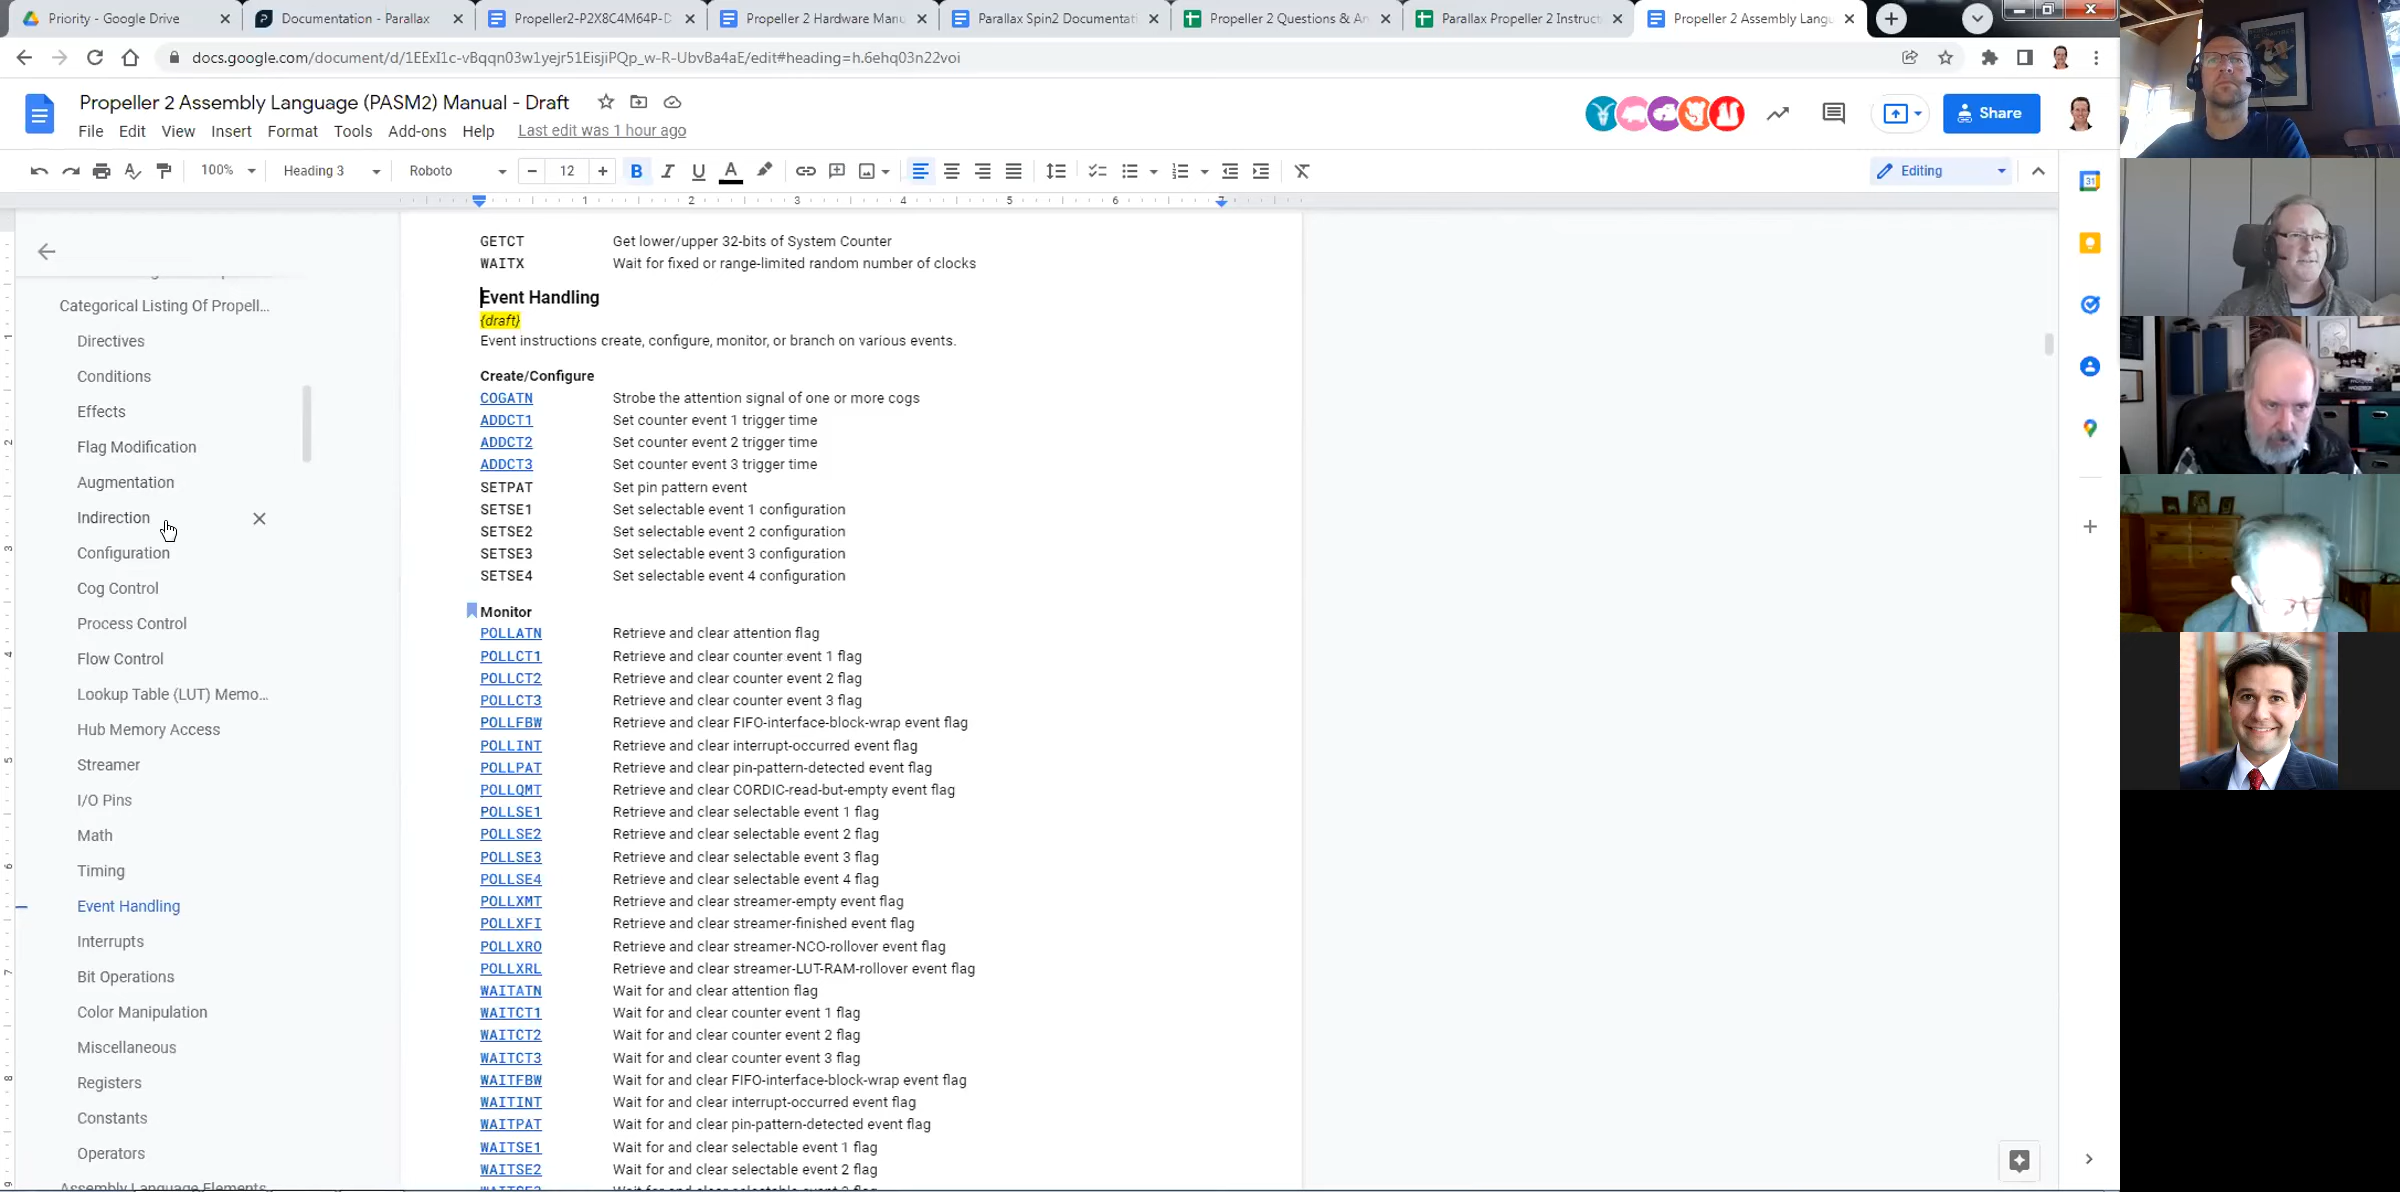 Priority - Google Drive
Documentation - Parallax
Propeller2-P2X8C4M64P-D
Propeller 2 Hardware Manu
Parallax Spin2 Documentati
Propeller 2 Questions & An
Parallax Propeller 2 Instruct
Propeller 2 Assembly Langu
docs.google.com/document/d/1EExI1c-vBqqn03w1yejr51EisjiPQp_w-R-UbvBa4aE/edit#heading=h.6ehq03n22voi
Propeller 2 Assembly Language (PASM2) Manual - Draft
File Edit View Insert Format Tools Add-ons Help Last edit was 1 hour ago
Share
100% Heading 3 Roboto 12 B I U A Editing
1 2 3 4 5 6 7
31
Categorical Listing Of Propell...
Directives
Conditions
Effects
Flag Modification
Augmentation
Indirection
Configuration
Cog Control
Process Control
Flow Control
Lookup Table (LUT) Memo...
Hub Memory Access
Streamer
I/O Pins
Math
Timing
Event Handling
Interrupts
Bit Operations
Color Manipulation
Miscellaneous
Registers
Constants
Operators
Assembly Language Elements
GETCT Get lower/upper 32-bits of System Counter
WAITX Wait for fixed or range-limited random number of clocks
Event Handling
{draft}
Event instructions create, configure, monitor, or branch on various events.
Create/Configure
COGATN Strobe the attention signal of one or more cogs
ADDCT1 Set counter event 1 trigger time
ADDCT2 Set counter event 2 trigger time
ADDCT3 Set counter event 3 trigger time
SETPAT Set pin pattern event
SETSE1 Set selectable event 1 configuration
SETSE2 Set selectable event 2 configuration
SETSE3 Set selectable event 3 configuration
SETSE4 Set selectable event 4 configuration
Monitor
POLLATN Retrieve and clear attention flag
POLLCT1 Retrieve and clear counter event 1 flag
POLLCT2 Retrieve and clear counter event 2 flag
POLLCT3 Retrieve and clear counter event 3 flag
POLLFBW Retrieve and clear FIFO-interface-block-wrap event flag
POLLINT Retrieve and clear interrupt-occurred event flag
POLLPAT Retrieve and clear pin-pattern-detected event flag
POLLQMT Retrieve and clear CORDIC-read-but-empty event flag
POLLSE1 Retrieve and clear selectable event 1 flag
POLLSE2 Retrieve and clear selectable event 2 flag
POLLSE3 Retrieve and clear selectable event 3 flag
POLLSE4 Retrieve and clear selectable event 4 flag
POLLXMT Retrieve and clear streamer-empty event flag
POLLXFI Retrieve and clear streamer-finished event flag
POLLXRO Retrieve and clear streamer-NCO-rollover event flag
POLLXRL Retrieve and clear streamer-LUT-RAM-rollover event flag
WAITATN Wait for and clear attention flag
WAITCT1 Wait for and clear counter event 1 flag
WAITCT2 Wait for and clear counter event 2 flag
WAITCT3 Wait for and clear counter event 3 flag
WAITFBW Wait for and clear FIFO-interface-block-wrap event flag
WAITINT Wait for and clear interrupt-occurred event flag
WAITPAT Wait for and clear pin-pattern-detected event flag
WAITSE1 Wait for and clear selectable event 1 flag
WAITSE2 Wait for and clear selectable event 2 flag
WAITSE3 Wait for and clear selectable event 3 flag